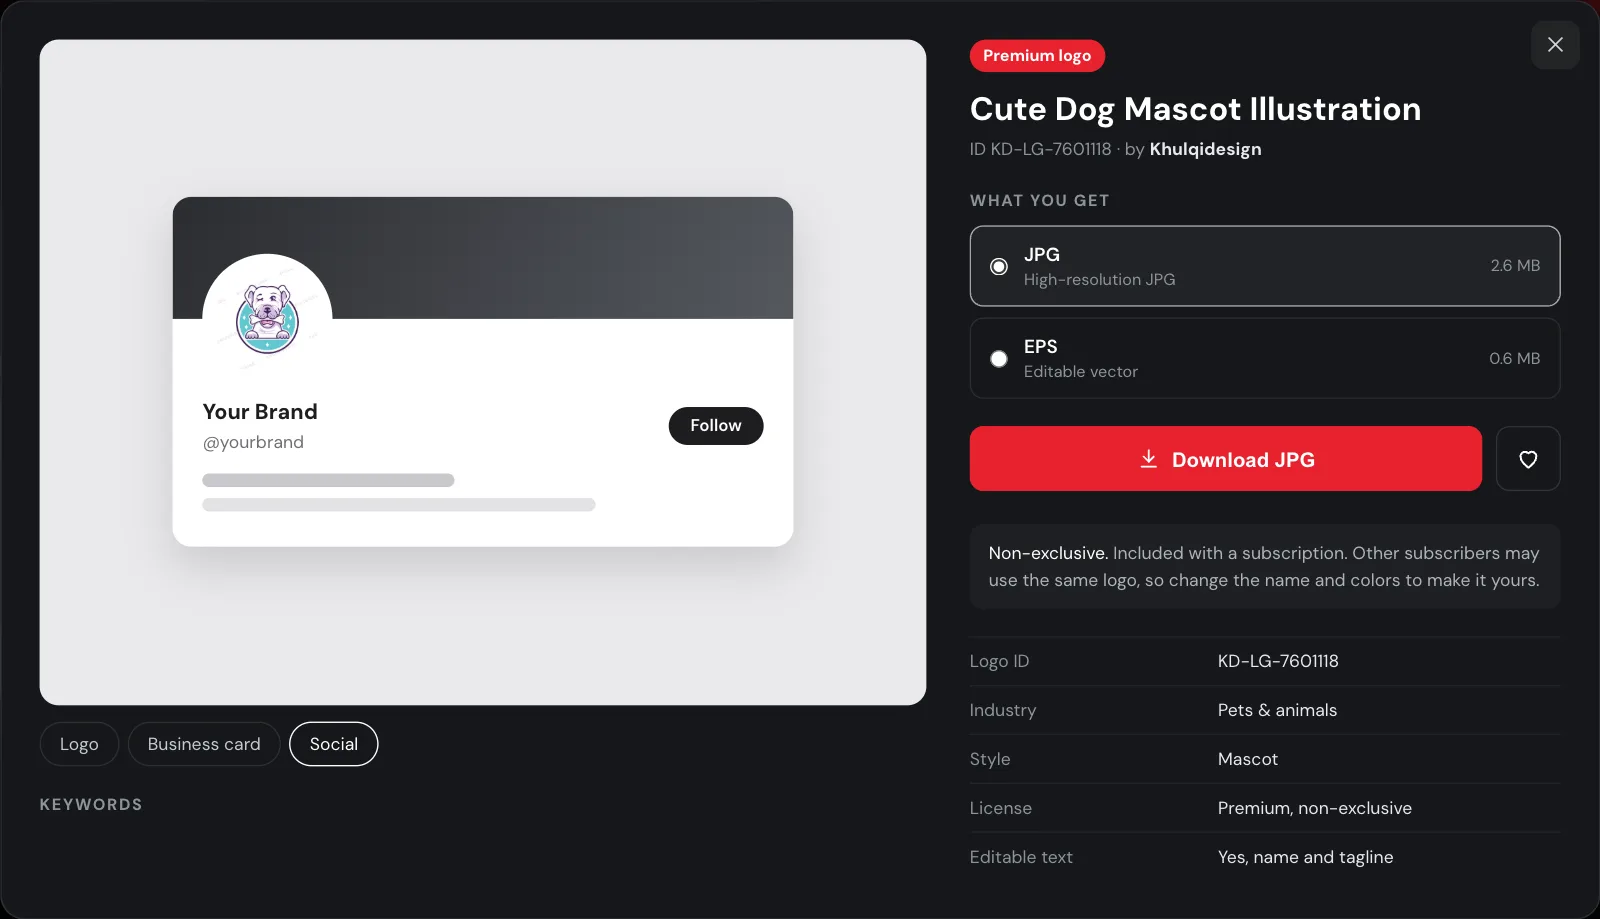 Premium logo
Cute Dog Mascot Illustration
ID KD-LG-7601118 · by Khulqidesign
WHAT YOU GET
JPG
High-resolution JPG
2.6 MB
EPS
Editable vector
0.6 MB
Download JPG
Non-exclusive. Included with a subscription. Other subscribers may
use the same logo, so change the name and colors to make it yours.
Logo ID KD-LG-7601118
Industry Pets & animals
Style Mascot
License Premium, non-exclusive
Editable text Yes, name and tagline
Your Brand
@yourbrand
Follow
Logo
Business card
Social
KEYWORDS